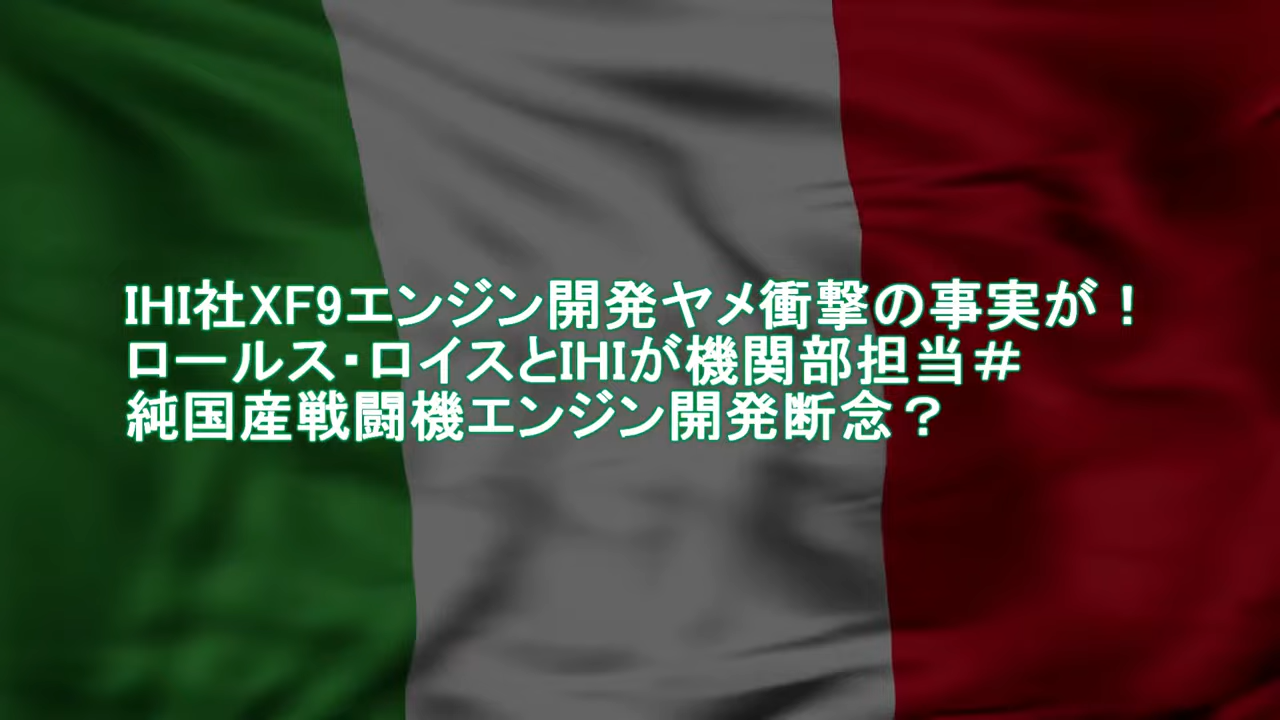 IHI社XF9エンジン開発ヤメ衝撃の事実が！
ロールス・ロイスとIHIが機関部担当＃
純国産戦闘機エンジン開発断念？